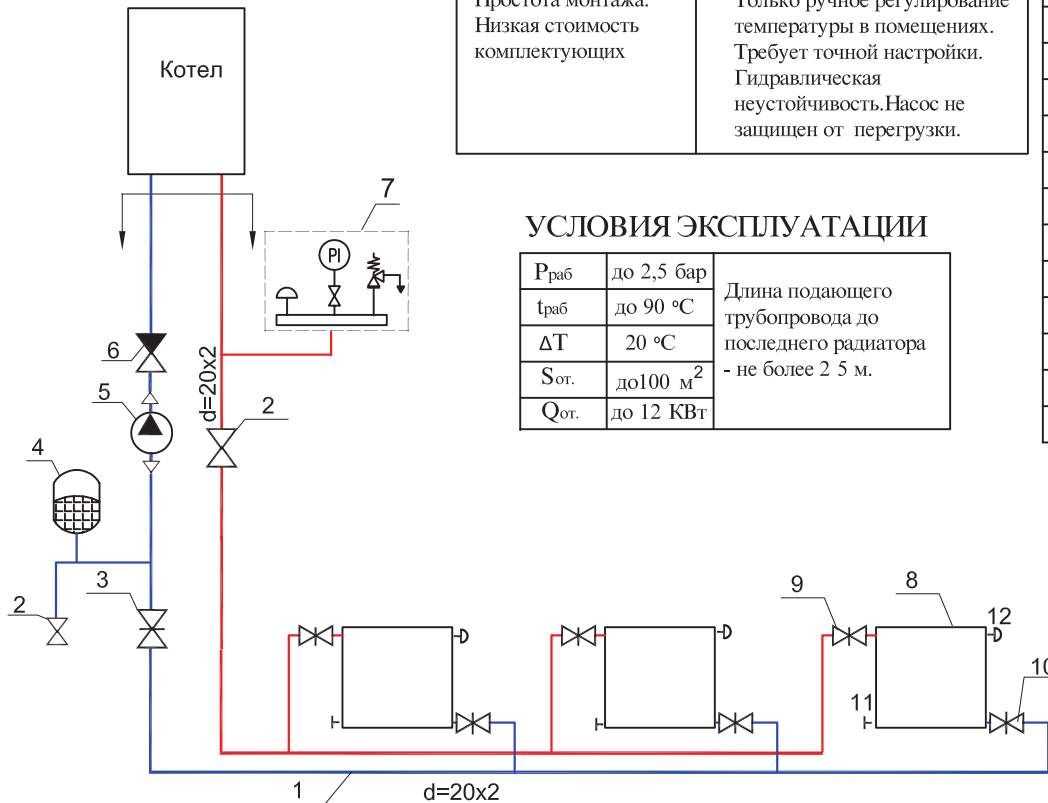 Простота монтажа.
Низкая стоимость
комплектующих
Только ручное регулирование
температуры в помещениях.
Требует точной настройки.
Гидравлическая
неустойчивость.Насос не
защищен от перегрузки.
Котел
7
PI
УСЛОВИЯ ЭКСПЛУАТАЦИИ
Pраб до 2,5 бар
tраб до 90 °С
ΔT 20 °С
Sот. до100 м²
Qот. до 12 КВт
Длина подающего
трубопровода до
последнего радиатора
- не более 2 5 м.
6
d=20x2
5
2
4
3
2
9
8
12
10
11
1
d=20x2